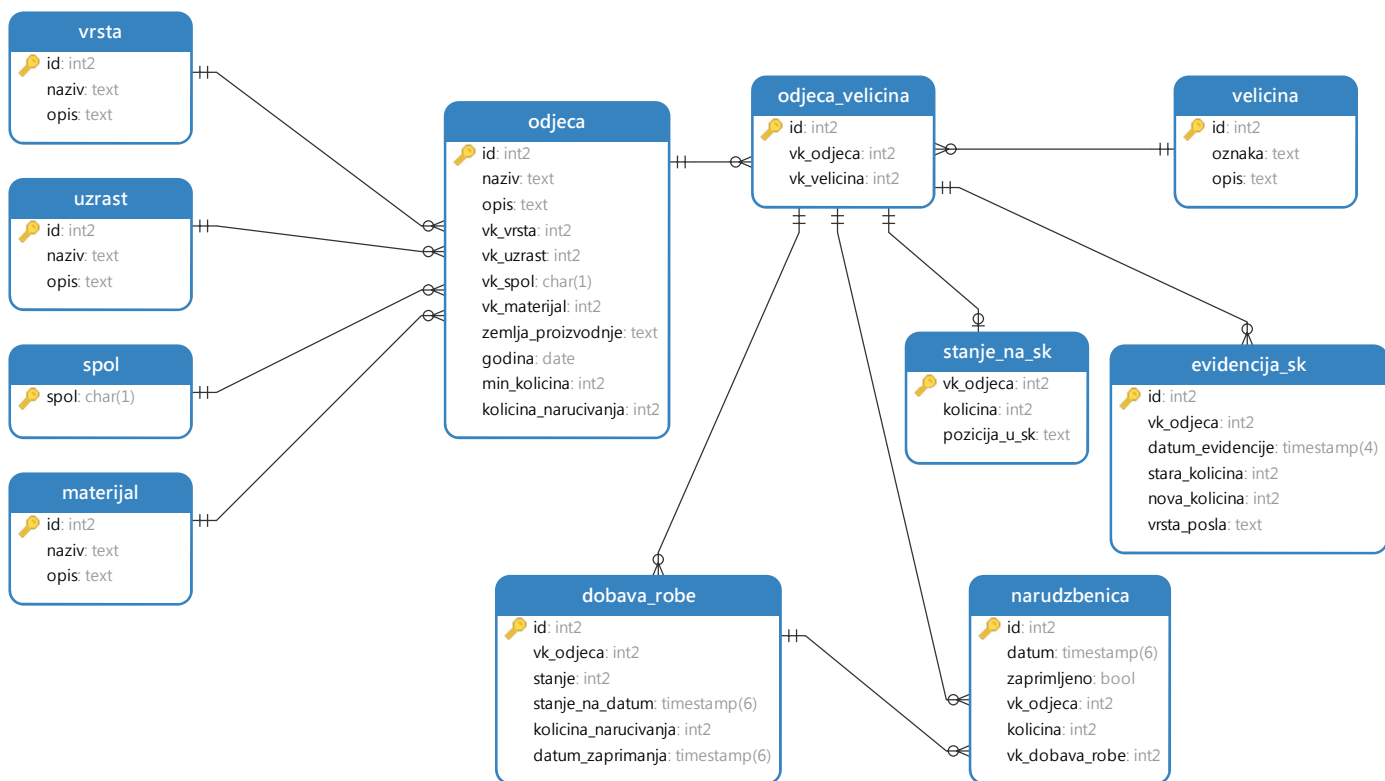 vrsta
id: int2
naziv: text
opis: text
uzrast
id: int2
naziv: text
opis: text
spol
spol: char(1)
materijal
id: int2
naziv: text
opis: text
odjeca
id: int2
naziv: text
opis: text
vk_vrsta: int2
vk_uzrast: int2
vk_spol: char(1)
vk_materijal: int2
zemlja_proizvodnje: text
godina: date
min_kolicina: int2
kolicina_narucivanja: int2
odjeca_velicina
id: int2
vk_odjeca: int2
vk_velicina: int2
velicina
id: int2
oznaka: text
opis: text
stanje_na_sk
vk_odjeca: int2
kolicina: int2
pozicija_u_sk: text
evidencija_sk
id: int2
vk_odjeca: int2
datum_evidencije: timestamp(4)
stara_kolicina: int2
nova_kolicina: int2
vrsta_posla: text
dobava_robe
id: int2
vk_odjeca: int2
stanje: int2
stanje_na_datum: timestamp(6)
kolicina_narucivanja: int2
datum_zaprimanja: timestamp(6)
narudzbenica
id: int2
datum: timestamp(6)
zaprimljeno: bool
vk_odjeca: int2
kolicina: int2
vk_dobava_robe: int2